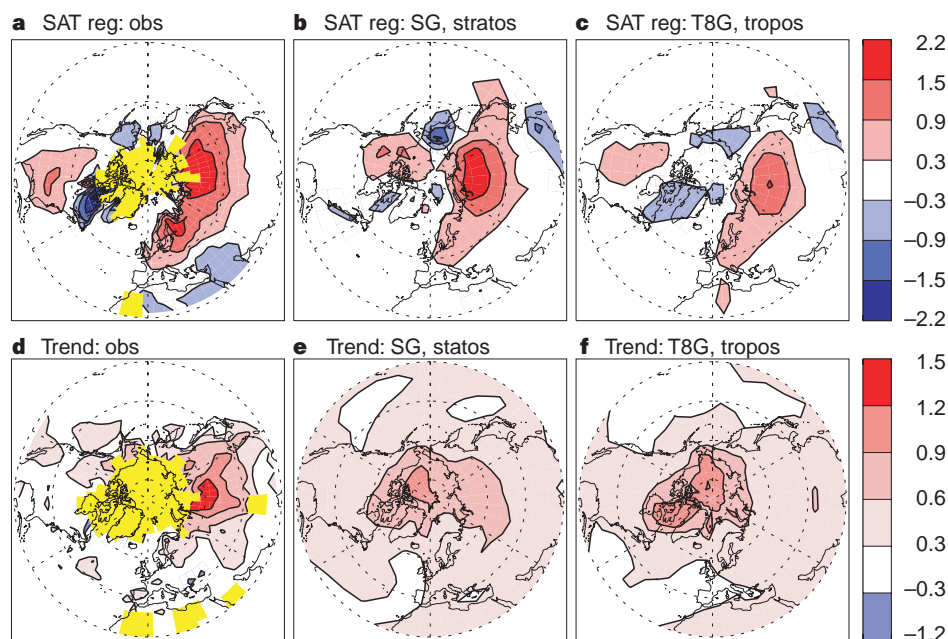 a SAT reg: obs
b SAT reg: SG, stratos
c SAT reg: T8G, tropos
2.2
1.5
0.9
0.3
–0.3
–0.9
–1.5
–2.2
d Trend: obs
e Trend: SG, statos
f Trend: T8G, tropos
1.5
1.2
0.9
0.6
0.3
–0.3
–1.2